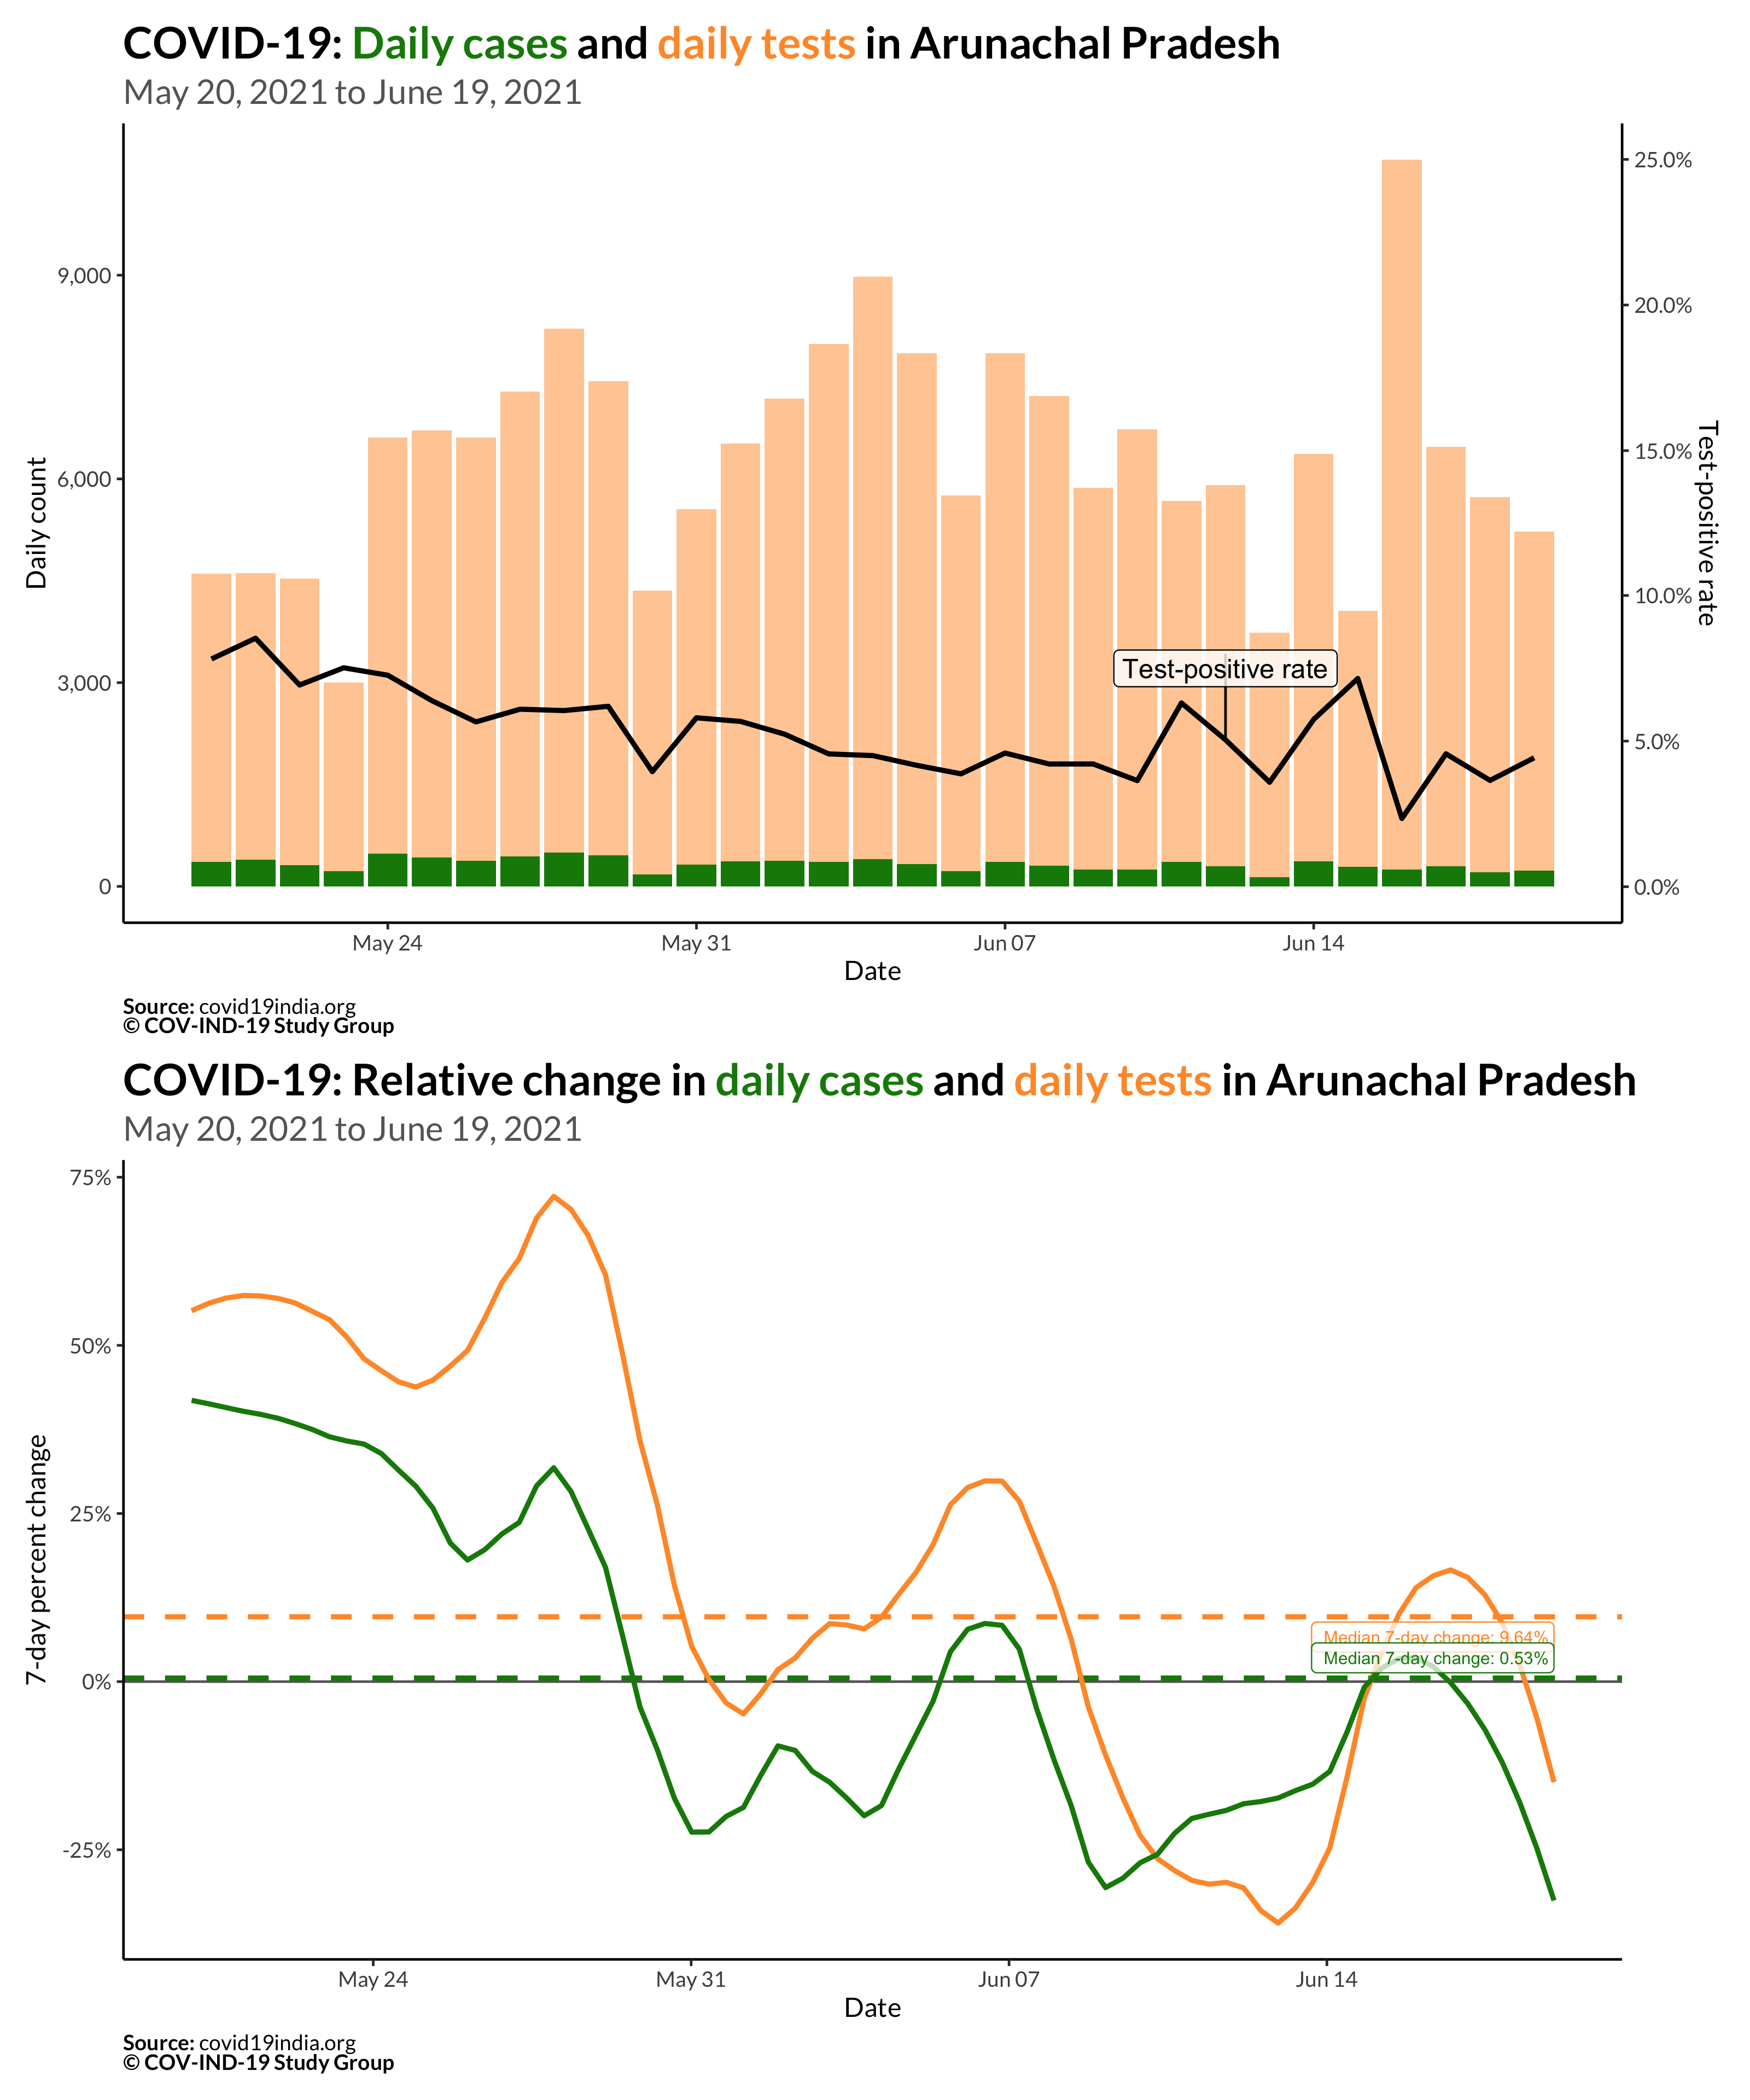 COVID-19: Daily cases and daily tests in Arunachal Pradesh
May 20, 2021 to June 19, 2021
Daily count
9,000
6,000
3,000
0
25.0%
20.0%
15.0%
10.0%
5.0%
0.0%
Test-positive rate
Test-positive rate
May 24
May 31
Jun 07
Jun 14
Date
Source: covid19india.org
© COV-IND-19 Study Group
COVID-19: Relative change in daily cases and daily tests in Arunachal Pradesh
May 20, 2021 to June 19, 2021
7-day percent change
75%
50%
25%
0%
-25%
Median 7-day change: 9.64%
Median 7-day change: 0.53%
May 24
May 31
Jun 07
Jun 14
Date
Source: covid19india.org
© COV-IND-19 Study Group